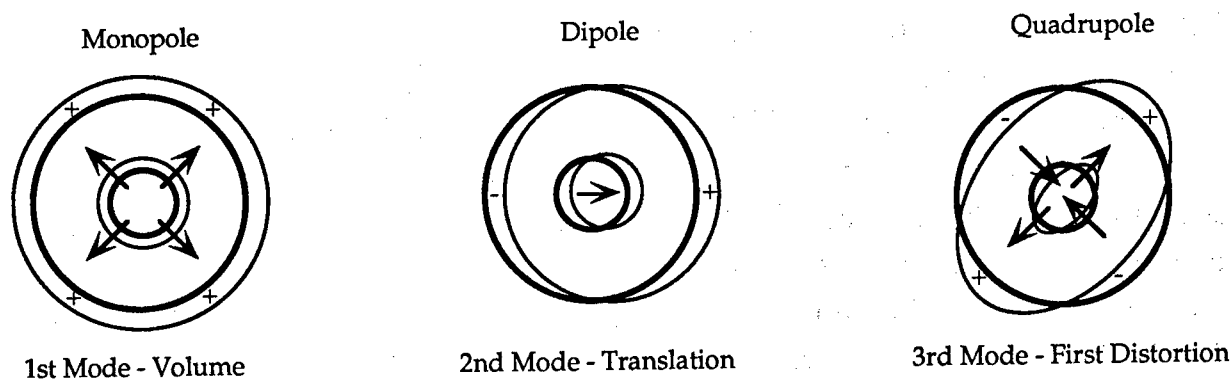 Monopole
Dipole
Quadrupole
+ +
+ +
- +
- +
+ -
1st Mode - Volume
2nd Mode - Translation
3rd Mode - First Distortion